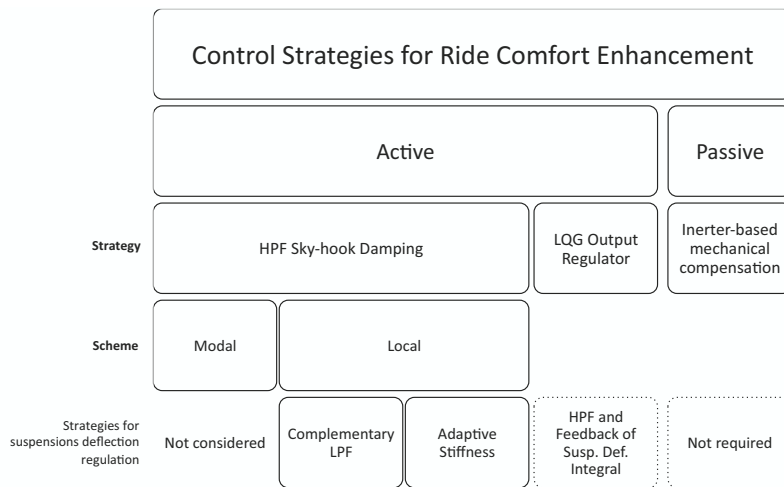 Control Strategies for Ride Comfort Enhancement
Active
Passive
Strategy
HPF Sky-hook Damping
LQG Output
Regulator
Inerter-based
mechanical
compensation
Scheme
Modal
Local
Strategies for
suspensions deflection
regulation
Not considered
Complementary
LPF
Adaptive
Stiffness
HPF and
Feedback of
Susp. Def.
Integral
Not required